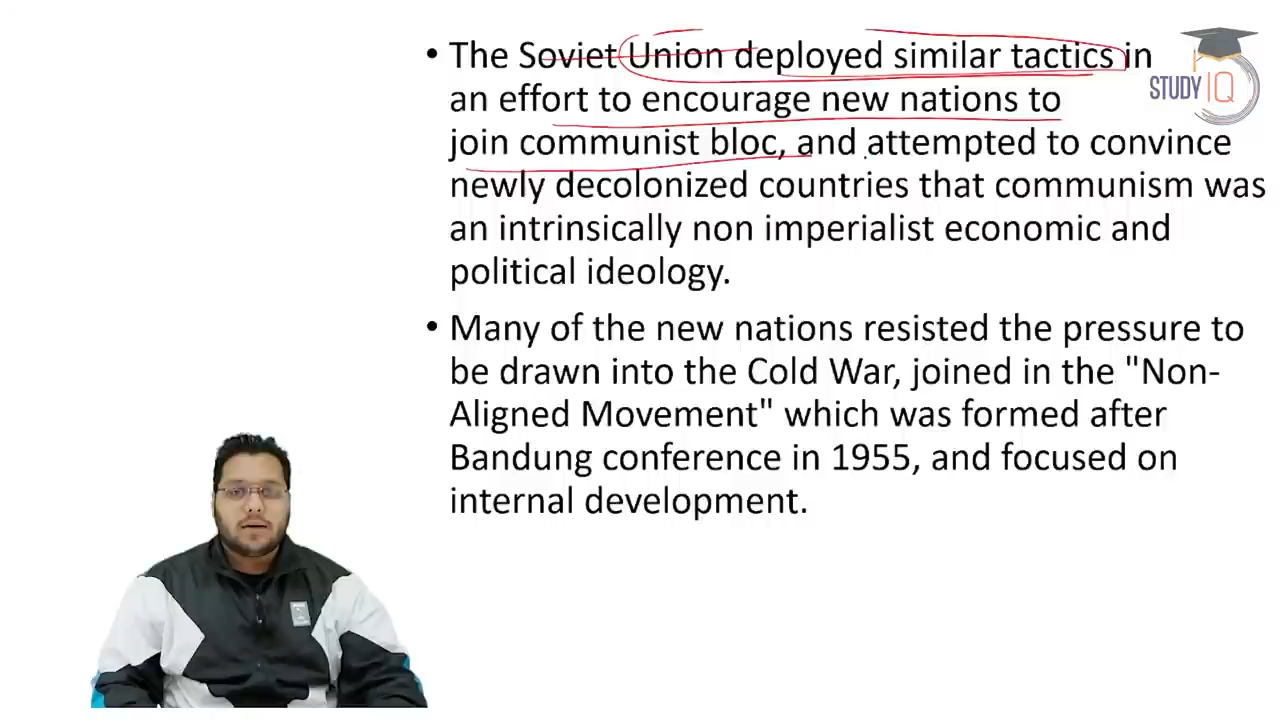 • The Soviet Union deployed similar tactics in
an effort to encourage new nations to
join communist bloc, and attempted to convince
newly decolonized countries that communism was
an intrinsically non imperialist economic and
political ideology.
• Many of the new nations resisted the pressure to
be drawn into the Cold War, joined in the "Non-
Aligned Movement" which was formed after
Bandung conference in 1955, and focused on
internal development.
STUDY IQ